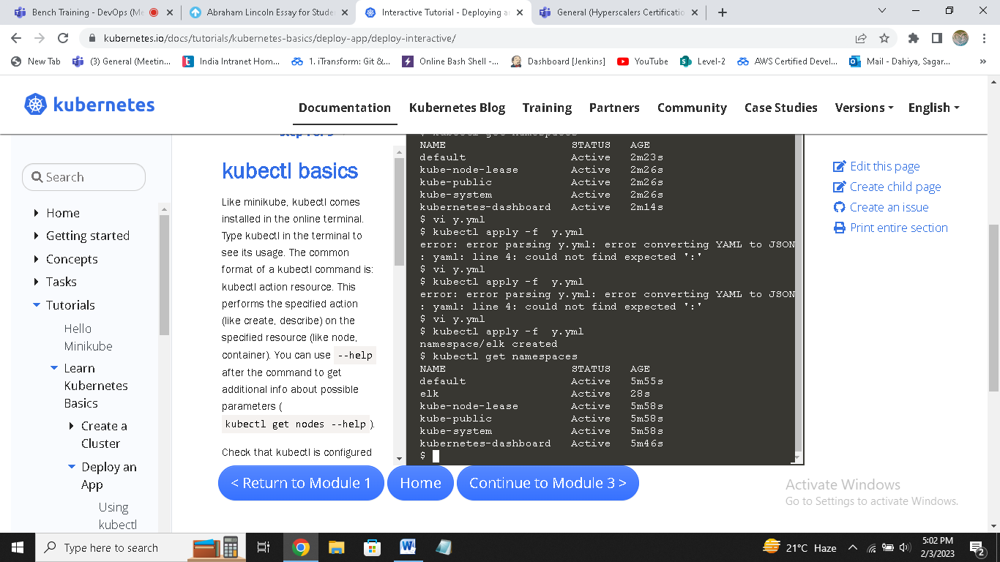 Bench Training - DevOps (Me
Abraham Lincoln Essay for Stude
Interactive Tutorial - Deploying a
General (Hyperscalers Certificatio
kubernetes.io/docs/tutorials/kubernetes-basics/deploy-app/deploy-interactive/
New Tab
(3) General (Meetin...
India Intranet Hom...
1. iTransform: Git &...
Online Bash Shell -...
Dashboard [Jenkins]
YouTube
Level-2
AWS Certified Devel...
Mail - Dahiya, Sagar...
kubernetes
Documentation
Kubernetes Blog
Training
Partners
Community
Case Studies
Versions
English
Search
Home
Getting started
Concepts
Tasks
Tutorials
Hello
Minikube
Learn
Kubernetes
Basics
Create a
Cluster
Deploy an
App
Using
kubectl
kubectl basics
Like minikube, kubectl comes
installed in the online terminal.
Type kubectl in the terminal to
see its usage. The common
format of a kubectl command is:
kubectl action resource. This
performs the specified action
(like create, describe) on the
specified resource (like node,
container). You can use --help
after the command to get
additional info about possible
parameters (
kubectl get nodes --help ).
Check that kubectl is configured
$ kubectl get namespaces
NAME STATUS AGE
default Active 2m23s
kube-node-lease Active 2m26s
kube-public Active 2m26s
kube-system Active 2m26s
kubernetes-dashboard Active 2m14s
$ vi y.yml
$ kubectl apply -f  y.yml
error: error parsing y.yml: error converting YAML to JSON
: yaml: line 4: could not find expected ':'
$ vi y.yml
$ kubectl apply -f  y.yml
error: error parsing y.yml: error converting YAML to JSON
: yaml: line 4: could not find expected ':'
$ vi y.yml
$ kubectl apply -f  y.yml
namespace/elk created
$ kubectl get namespaces
NAME STATUS AGE
default Active 5m55s
elk Active 28s
kube-node-lease Active 5m58s
kube-public Active 5m58s
kube-system Active 5m58s
kubernetes-dashboard Active 5m46s
$
Edit this page
Create child page
Create an issue
Print entire section
< Return to Module 1
Home
Continue to Module 3 >
Activate Windows
Go to Settings to activate Windows.
Type here to search
21°C Haze
5:02 PM
2/3/2023
2